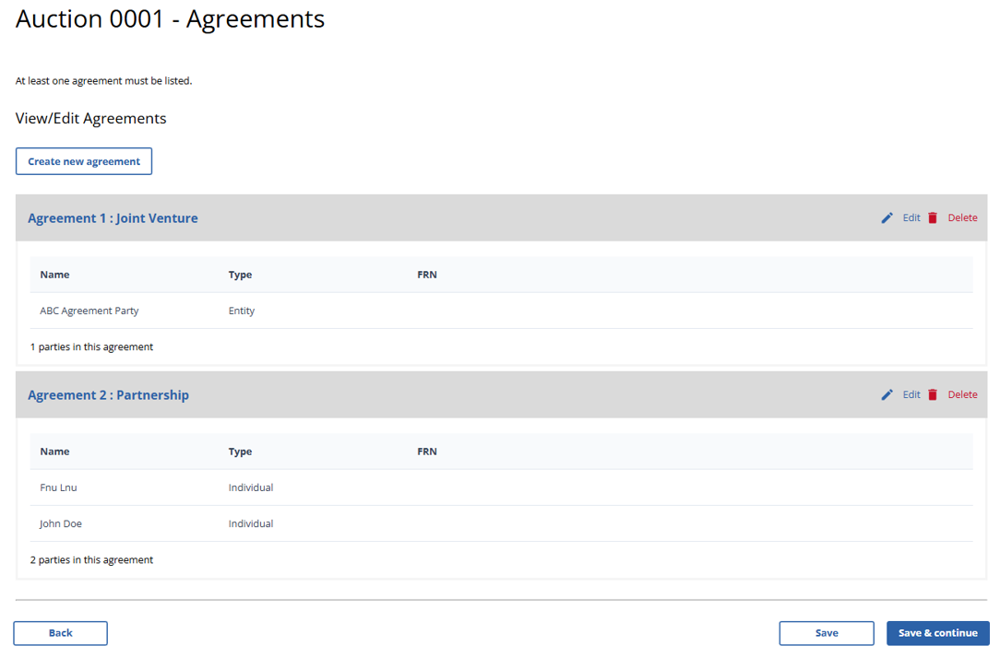 Auction 0001 - Agreements
At least one agreement must be listed.
View/Edit Agreements
Create new agreement
Agreement 1 : Joint Venture Edit Delete
Name Type FRN
ABC Agreement Party Entity
1 parties in this agreement
Agreement 2 : Partnership Edit Delete
Name Type FRN
Fnu Lnu Individual
John Doe Individual
2 parties in this agreement
Back Save Save & continue